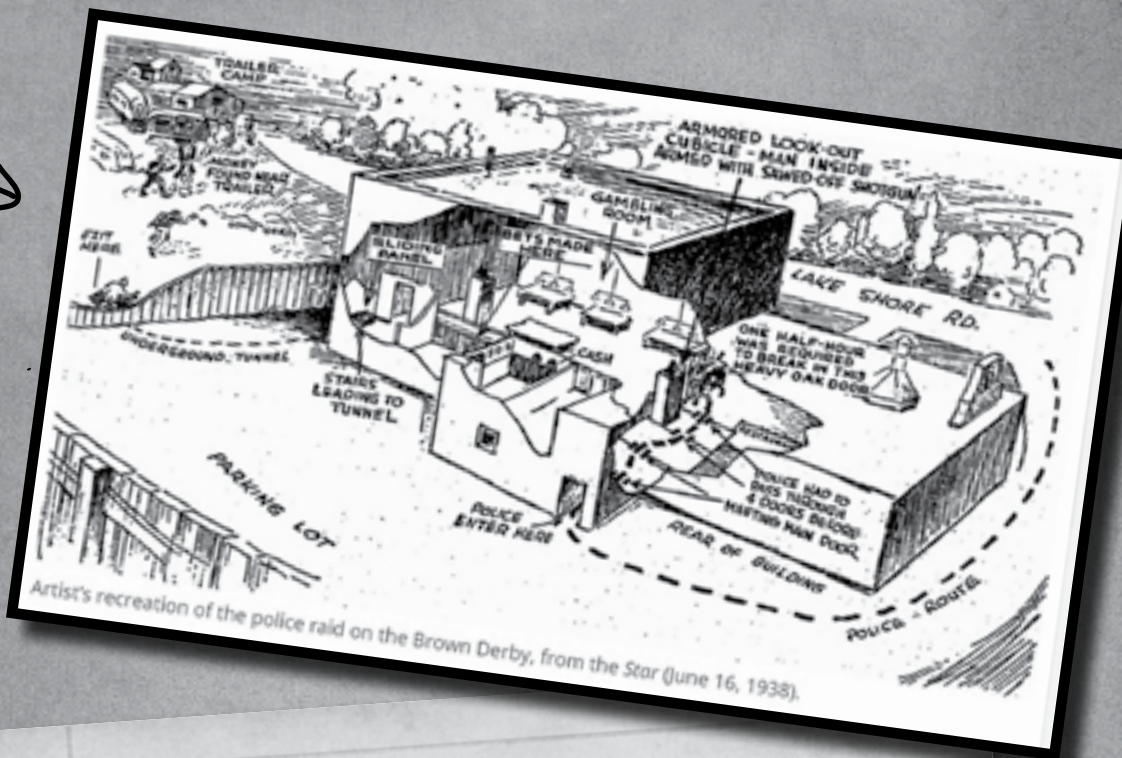 TRAILER
CAMP
ARMORED LOOK-OUT
CUBICLE - MAN INSIDE
ARMED WITH SAWED-OFF SHOTGUN
MONEY
FOUND NEAR
TRAILER
GAMBLING
ROOM
EXIT
HERE
SLIDING
PANEL
BETS MADE
HERE
LAKE SHORE RD.
UNDERGROUND TUNNEL
CASH
ONE HALF-HOUR
WAS REQUIRED
TO BREAK IN THIS
HEAVY OAK DOOR
STAIRS
LEADING TO
TUNNEL
PARKING LOT
POLICE
ENTER HERE
POLICE HAD TO
PASS THROUGH
4 DOORS BEFORE
MAIN DOOR
REAR OF BUILDING
POLICE - ROUTE
Artist's recreation of the police raid on the Brown Derby, from the Star (June 16, 1938).